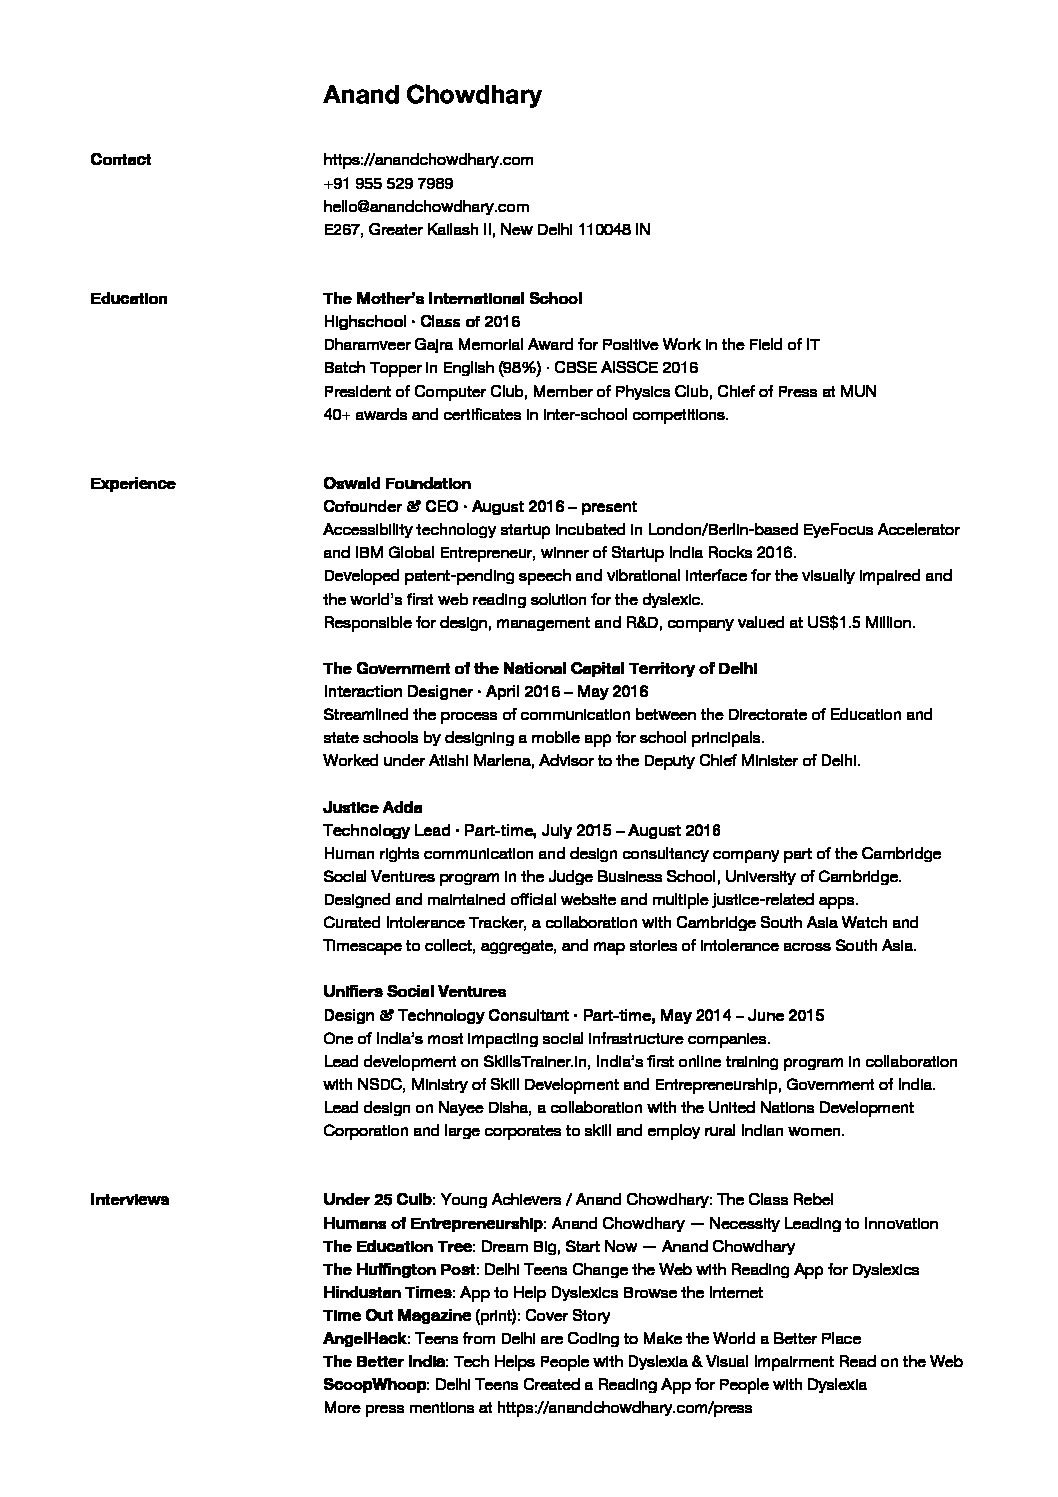 Anand Chowdhary
Contact
https://anandchowdhary.com
+91 955 529 7989
hello@anandchowdhary.com
E267, Greater Kailash II, New Delhi 110048 IN
Education
The Mother's International School
Highschool · Class of 2016
Dharamveer Gajra Memorial Award for Positive Work in the Field of IT
Batch Topper in English (98%) · CBSE AISSCE 2016
President of Computer Club, Member of Physics Club, Chief of Press at MUN
40+ awards and certificates in inter-school competitions.
Experience
Oswald Foundation
Cofounder & CEO · August 2016 – present
Accessibility technology startup incubated in London/Berlin-based EyeFocus Accelerator
and IBM Global Entrepreneur, winner of Startup India Rocks 2016.
Developed patent-pending speech and vibrational interface for the visually impaired and
the world's first web reading solution for the dyslexic.
Responsible for design, management and R&D, company valued at US$1.5 Million.
The Government of the National Capital Territory of Delhi
Interaction Designer · April 2016 – May 2016
Streamlined the process of communication between the Directorate of Education and
state schools by designing a mobile app for school principals.
Worked under Atishi Marlena, Advisor to the Deputy Chief Minister of Delhi.
Justice Adda
Technology Lead · Part-time, July 2015 – August 2016
Human rights communication and design consultancy company part of the Cambridge
Social Ventures program in the Judge Business School, University of Cambridge.
Designed and maintained official website and multiple justice-related apps.
Curated Intolerance Tracker, a collaboration with Cambridge South Asia Watch and
Timescape to collect, aggregate, and map stories of intolerance across South Asia.
Unifiers Social Ventures
Design & Technology Consultant · Part-time, May 2014 – June 2015
One of India's most impacting social infrastructure companies.
Lead development on SkillsTrainer.in, India's first online training program in collaboration
with NSDC, Ministry of Skill Development and Entrepreneurship, Government of India.
Lead design on Nayee Disha, a collaboration with the United Nations Development
Corporation and large corporates to skill and employ rural Indian women.
Interviews
Under 25 Culb: Young Achievers / Anand Chowdhary: The Class Rebel
Humans of Entrepreneurship: Anand Chowdhary — Necessity Leading to Innovation
The Education Tree: Dream Big, Start Now — Anand Chowdhary
The Huffington Post: Delhi Teens Change the Web with Reading App for Dyslexics
Hindustan Times: App to Help Dyslexics Browse the Internet
Time Out Magazine (print): Cover Story
AngelHack: Teens from Delhi are Coding to Make the World a Better Place
The Better India: Tech Helps People with Dyslexia & Visual Impairment Read on the Web
ScoopWhoop: Delhi Teens Created a Reading App for People with Dyslexia
More press mentions at https://anandchowdhary.com/press